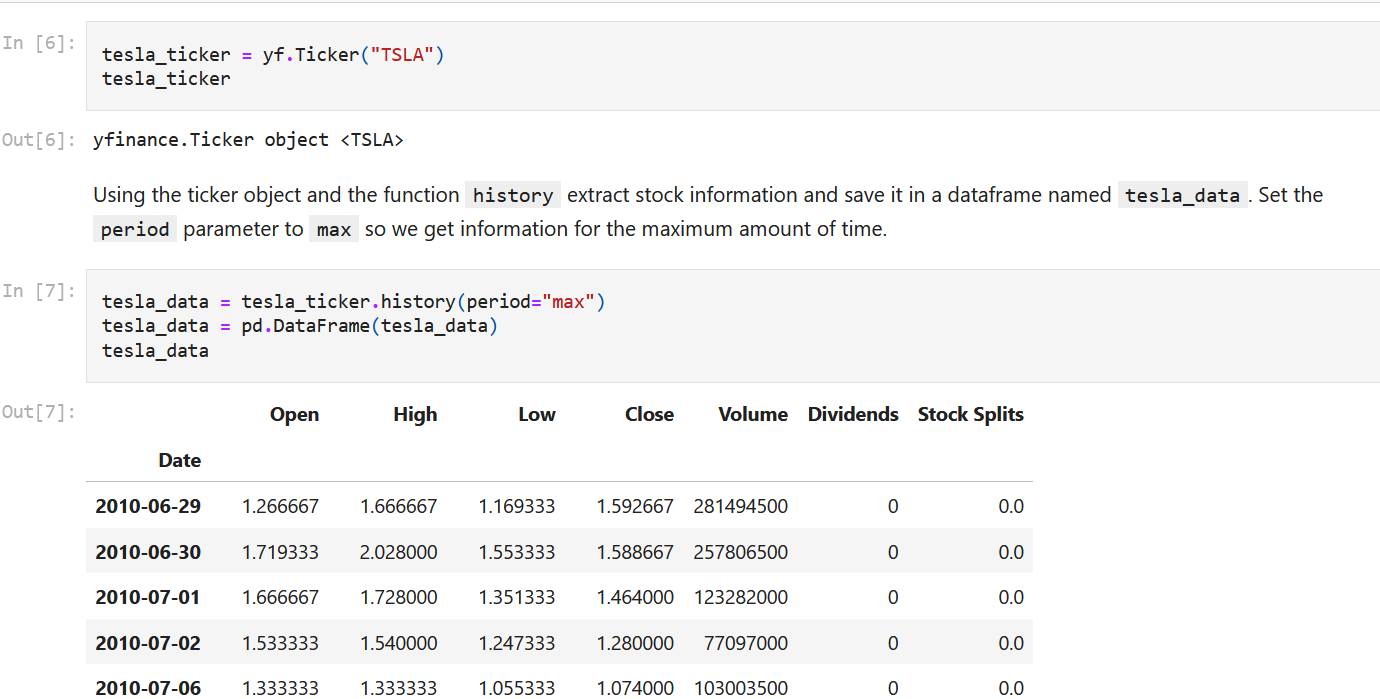 In [6]:
tesla_ticker = yf.Ticker("TSLA")
tesla_ticker
Out[6]: yfinance.Ticker object <TSLA>
Using the ticker object and the function history extract stock information and save it in a dataframe named tesla_data . Set the
period parameter to max so we get information for the maximum amount of time.
In [7]:
tesla_data = tesla_ticker.history(period="max")
tesla_data = pd.DataFrame(tesla_data)
tesla_data
Out[7]:
Open High Low Close Volume Dividends Stock Splits
Date
2010-06-29 1.266667 1.666667 1.169333 1.592667 281494500 0 0.0
2010-06-30 1.719333 2.028000 1.553333 1.588667 257806500 0 0.0
2010-07-01 1.666667 1.728000 1.351333 1.464000 123282000 0 0.0
2010-07-02 1.533333 1.540000 1.247333 1.280000 77097000 0 0.0
2010-07-06 1.333333 1.333333 1.055333 1.074000 103003500 0 0.0